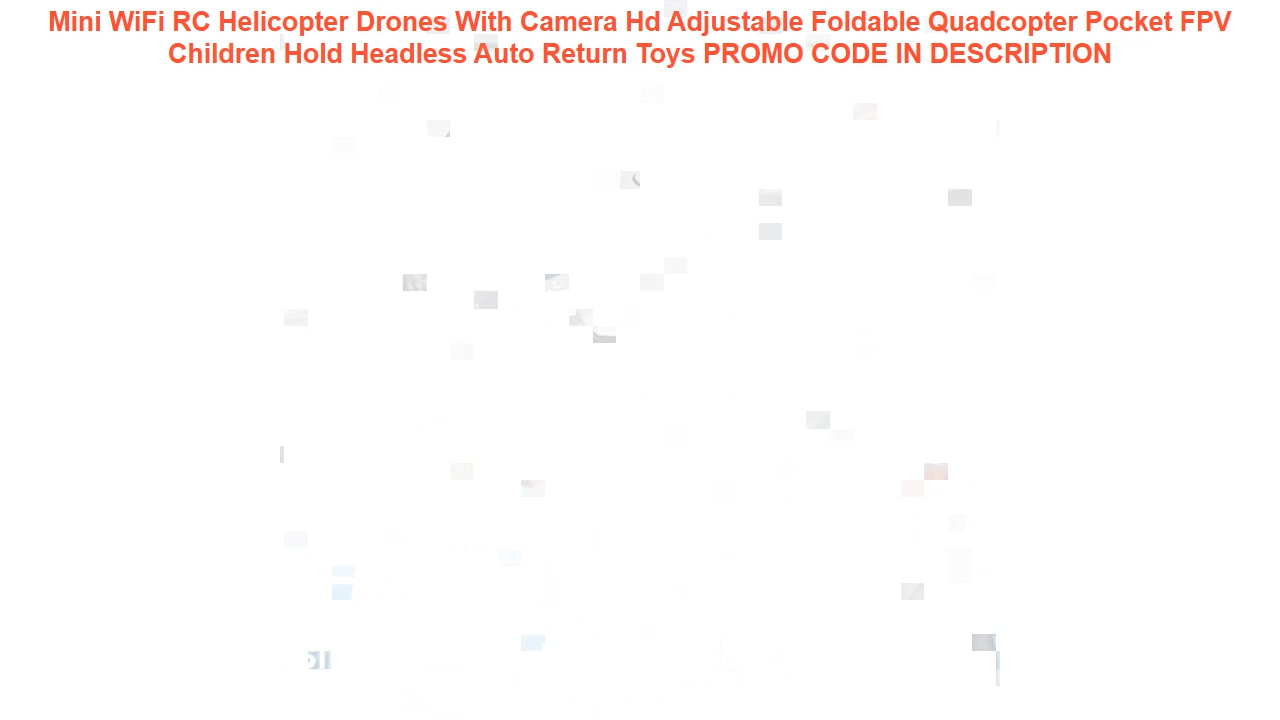 Mini WiFi RC Helicopter Drones With Camera Hd Adjustable Foldable Quadcopter Pocket FPV
Children Hold Headless Auto Return Toys PROMO CODE IN DESCRIPTION